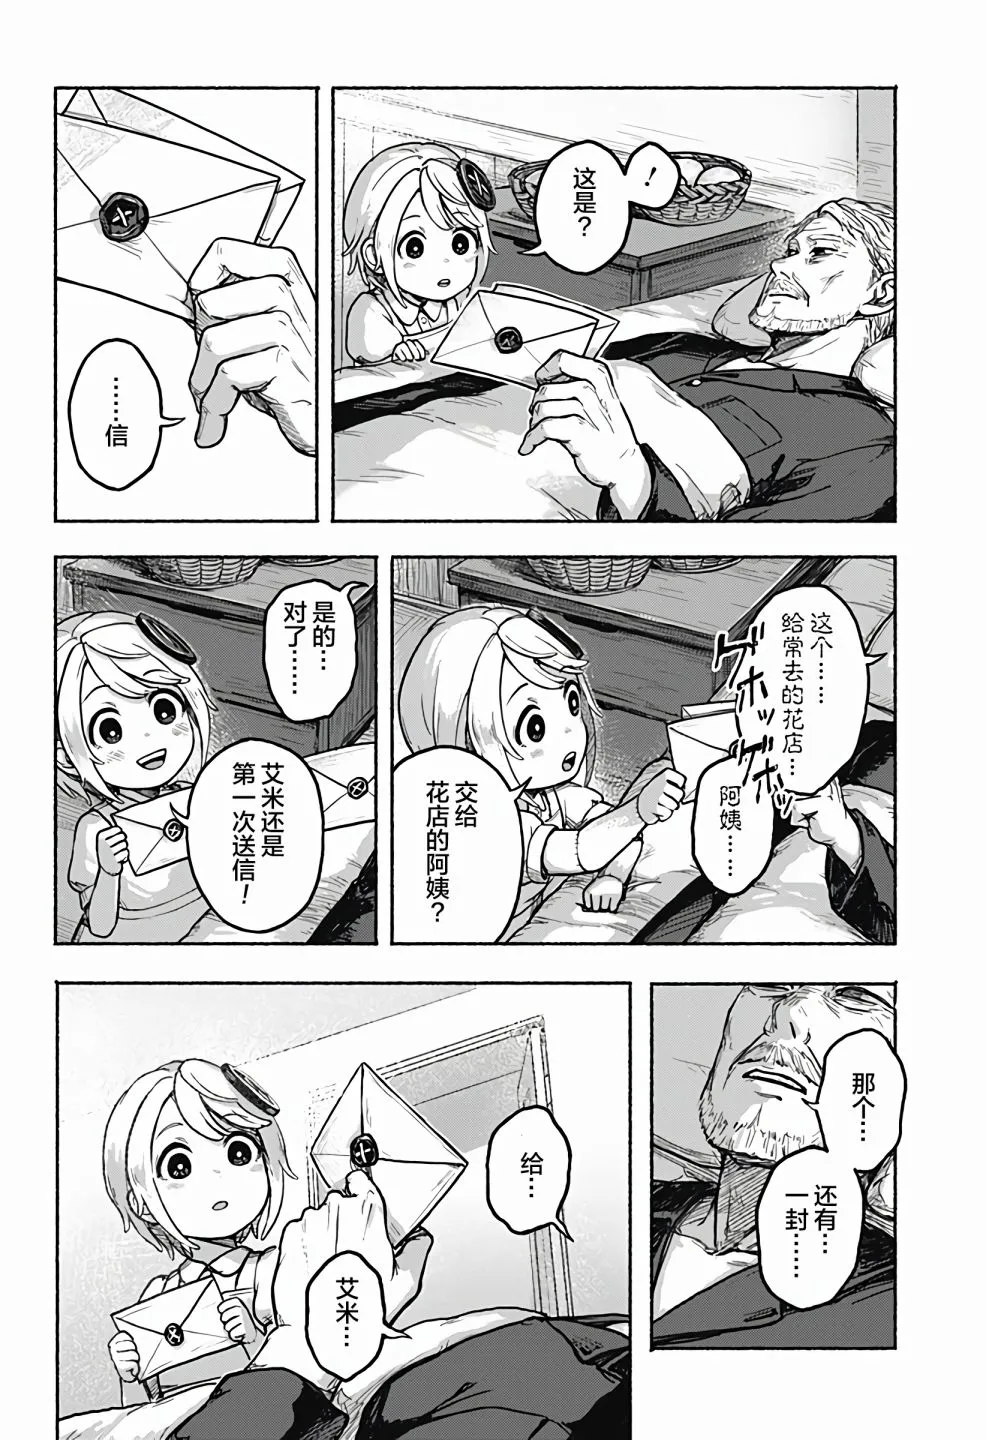 ！
这是？
……
信
这个……
给常去的花店…
阿姨……
ゲホッゲホッ
交给
花店的阿姨？
是的…
对了……
艾米还是
第一次送信！
那个…
还有…
一封……
给…
艾米…